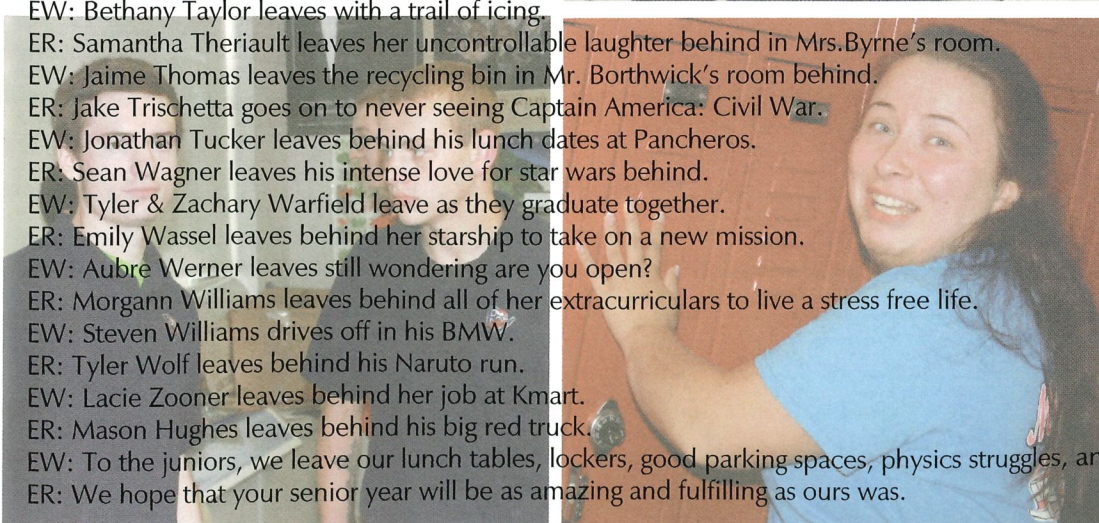 EW: Bethany Taylor leaves with a trail of icing.
ER: Samantha Theriault leaves her uncontrollable laughter behind in Mrs.Byrne's room.
EW: Jaime Thomas leaves the recycling bin in Mr. Borthwick's room behind.
ER: Jake Trischetta goes on to never seeing Captain America: Civil War.
EW: Jonathan Tucker leaves behind his lunch dates at Pancheros.
ER: Sean Wagner leaves his intense love for star wars behind.
EW: Tyler & Zachary Warfield leave as they graduate together.
ER: Emily Wassel leaves behind her starship to take on a new mission.
EW: Aubre Werner leaves still wondering are you open?
ER: Morgann Williams leaves behind all of her extracurriculars to live a stress free life.
EW: Steven Williams drives off in his BMW.
ER: Tyler Wolf leaves behind his Naruto run.
EW: Lacie Zooner leaves behind her job at Kmart.
ER: Mason Hughes leaves behind his big red truck.
EW: To the juniors, we leave our lunch tables, lockers, good parking spaces, physics struggles,
ER: We hope that your senior year will be as amazing and fulfilling as ours was.